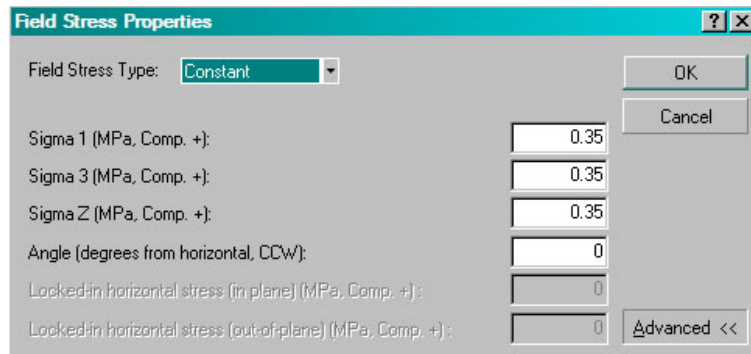 Field Stress Properties
Field Stress Type: Constant
OK
Cancel
Sigma 1 (MPa, Comp. +): 0.35
Sigma 3 (MPa, Comp. +): 0.35
Sigma Z (MPa, Comp. +): 0.35
Angle (degrees from horizontal, CCW): 0
Locked-in horizontal stress (in plane) (MPa, Comp. +) : 0
Locked-in horizontal stress (out-of-plane) (MPa, Comp. +) : 0
Advanced <<